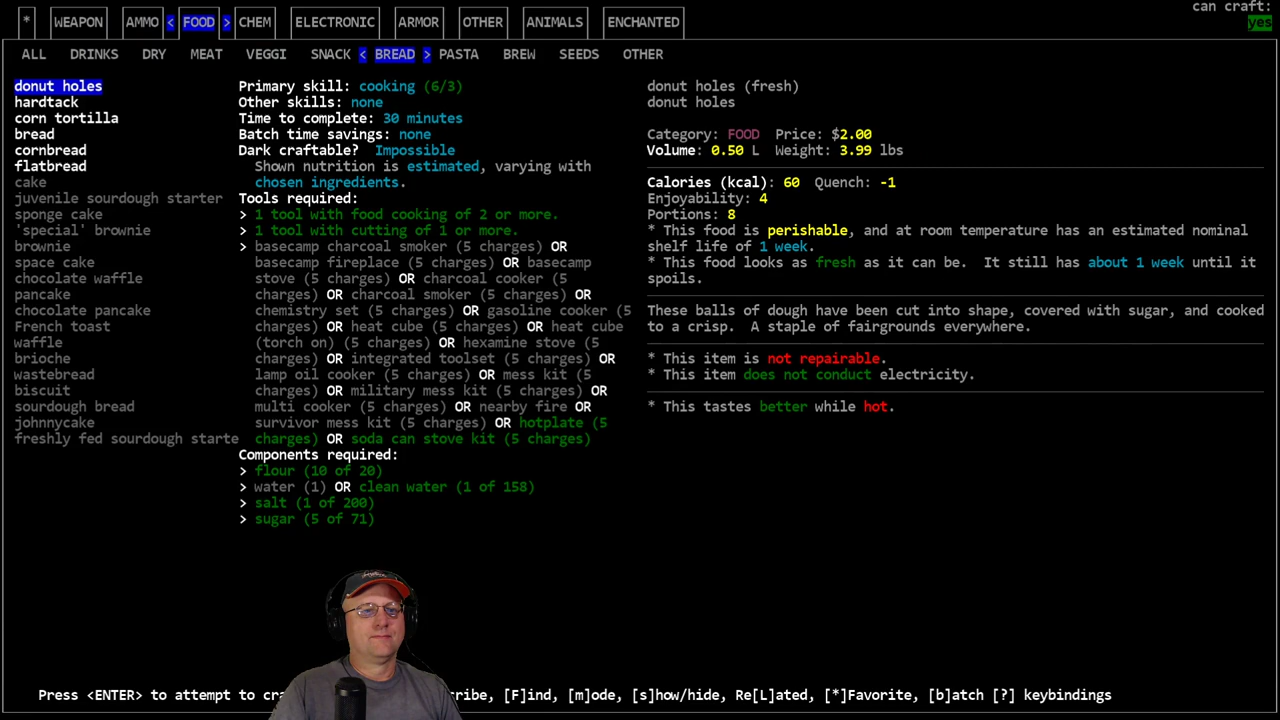 can craft:
* WEAPON AMMO < FOOD > CHEM ELECTRONIC ARMOR OTHER ANIMALS ENCHANTED yes
ALL DRINKS DRY MEAT VEGGI SNACK < BREAD > PASTA BREW SEEDS OTHER
donut holes
hardtack
corn tortilla
bread
cornbread
flatbread
cake
juvenile sourdough starter
sponge cake
'special' brownie
brownie
space cake
chocolate waffle
pancake
chocolate pancake
French toast
waffle
brioche
wastebread
biscuit
sourdough bread
johnnycake
freshly fed sourdough starte
Primary skill: cooking (6/3)
Other skills: none
Time to complete: 30 minutes
Batch time savings: none
Dark craftable? Impossible
Shown nutrition is estimated, varying with
chosen ingredients.
Tools required:
> 1 tool with food cooking of 2 or more.
> 1 tool with cutting of 1 or more.
> basecamp charcoal smoker (5 charges) OR
basecamp fireplace (5 charges) OR basecamp
stove (5 charges) OR charcoal cooker (5
charges) OR charcoal smoker (5 charges) OR
chemistry set (5 charges) OR gasoline cooker (5
charges) OR heat cube (5 charges) OR heat cube
(torch on) (5 charges) OR hexamine stove (5
charges) OR integrated toolset (5 charges) OR
lamp oil cooker (5 charges) OR mess kit (5
charges) OR military mess kit (5 charges) OR
multi cooker (5 charges) OR nearby fire OR
survivor mess kit (5 charges) OR hotplate (5
charges) OR soda can stove kit (5 charges)
Components required:
> flour (10 of 20)
> water (1) OR clean water (1 of 158)
> salt (1 of 200)
> sugar (5 of 71)
donut holes (fresh)
donut holes
Category: FOOD Price: $2.00
Volume: 0.50 L Weight: 3.99 lbs
Calories (kcal): 60 Quench: -1
Enjoyability: 4
Portions: 8
* This food is perishable, and at room temperature has an estimated nominal
shelf life of 1 week.
* This food looks as fresh as it can be. It still has about 1 week until it
spoils.
These balls of dough have been cut into shape, covered with sugar, and cooked
to a crisp. A staple of fairgrounds everywhere.
* This item is not repairable.
* This item does not conduct electricity.
* This tastes better while hot.
Press <ENTER> to attempt to cra cribe, [F]ind, [m]ode, [s]how/hide, Re[L]ated, [*]Favorite, [b]atch [?] keybindings